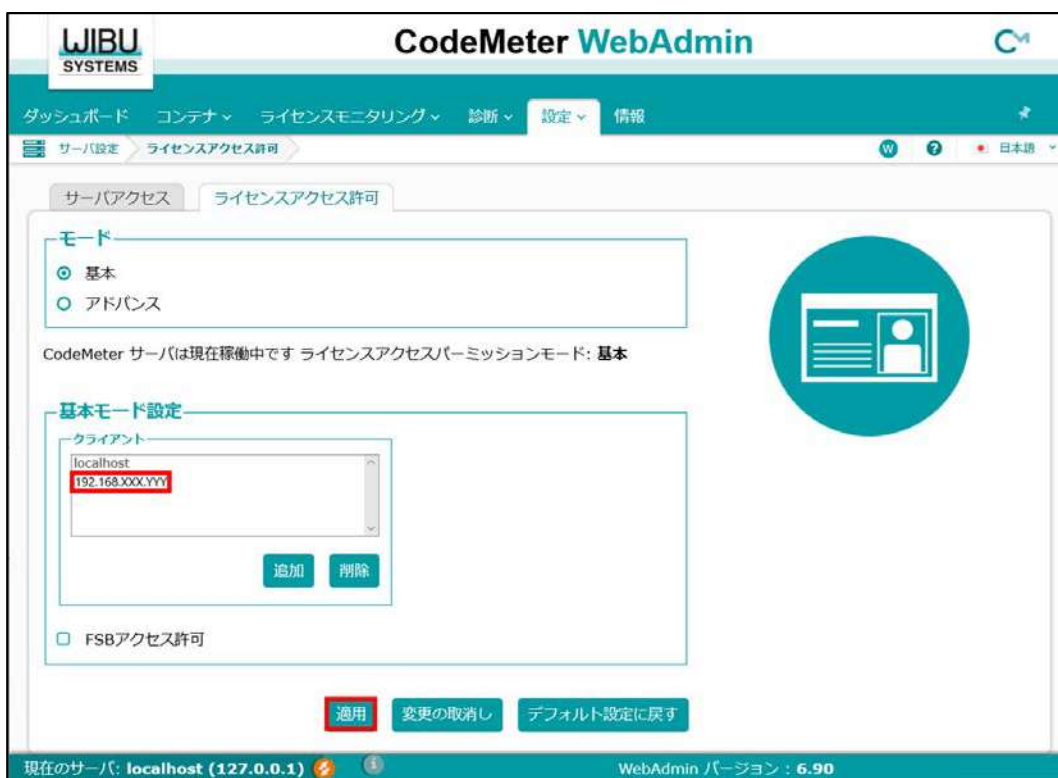 WIBU
SYSTEMS
CodeMeter WebAdmin
ダッシュボード コンテナ ライセンスモニタリング 診断 設定 情報
サーバ設定 ライセンスアクセス許可 W ? 日本語
サーバアクセス ライセンスアクセス許可
モード
基本
アドバンス
CodeMeter サーバは現在稼働中です ライセンスアクセスパーミッションモード: 基本
基本モード設定
クライアント
localhost
192.168.XXX.YYY
追加 削除
FSBアクセス許可
適用 変更の取消し デフォルト設定に戻す
現在のサーバ: localhost (127.0.0.1) i WebAdmin バージョン : 6.90